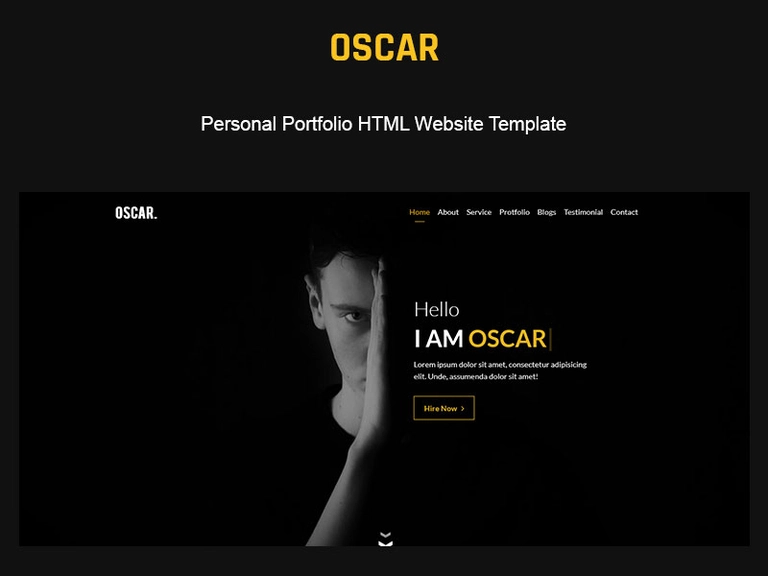 OSCAR
Personal Portfolio HTML Website Template
OSCAR.
Home About Service Protfolio Blogs Testimonial Contact
Hello
I AM OSCAR
Lorem ipsum dolor sit amet, consectetur adipisicing
elit. Unde, assumenda dolor sit amet!
Hire Now >